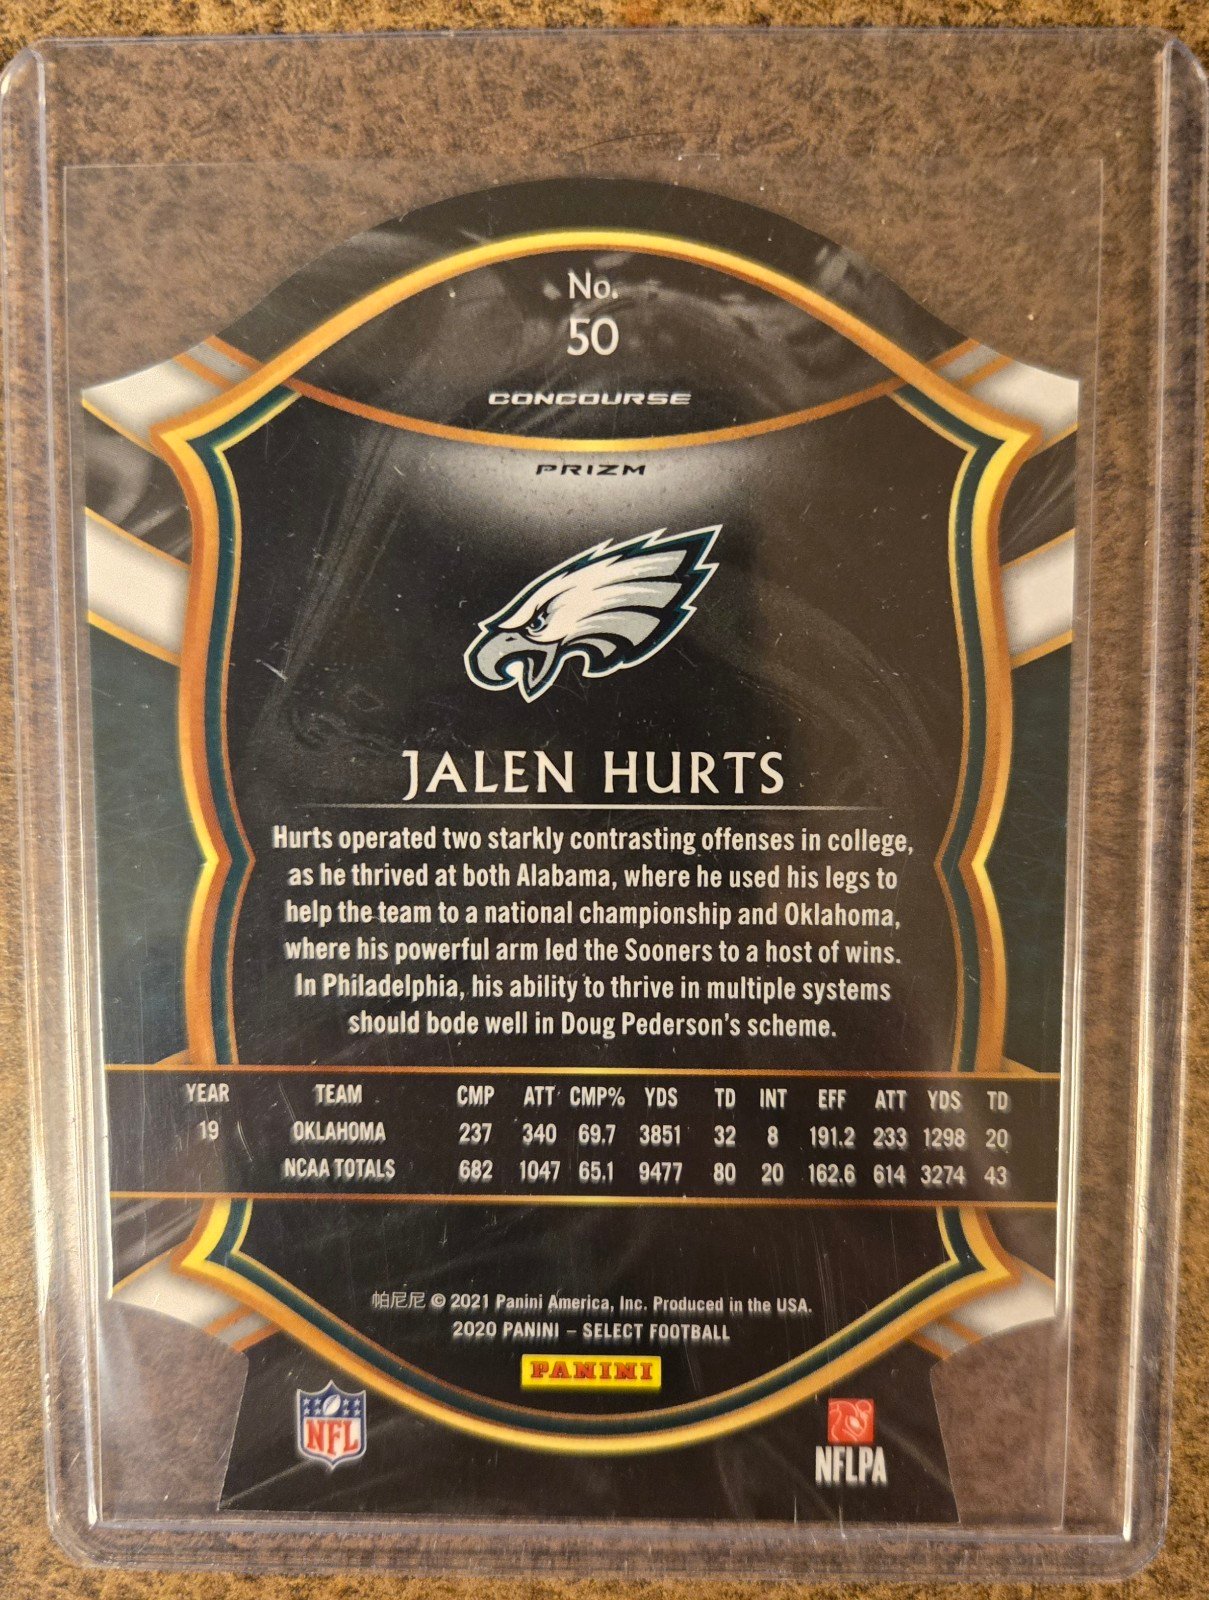 No.
50
CONCOURSE
PRIZM
JALEN HURTS
Hurts operated two starkly contrasting offenses in college,
as he thrived at both Alabama, where he used his legs to
help the team to a national championship and Oklahoma,
where his powerful arm led the Sooners to a host of wins.
In Philadelphia, his ability to thrive in multiple systems
should bode well in Doug Pederson's scheme.
YEAR TEAM CMP ATT CMP% YDS TD INT EFF ATT YDS TD
19 OKLAHOMA 237 340 69.7 3851 32 8 191.2 233 1298 20
NCAA TOTALS 682 1047 65.1 9477 80 20 162.6 614 3274 43
帕尼尼 © 2021 Panini America, Inc. Produced in the USA.
2020 PANINI – SELECT FOOTBALL
PANINI
NFL
NFLPA